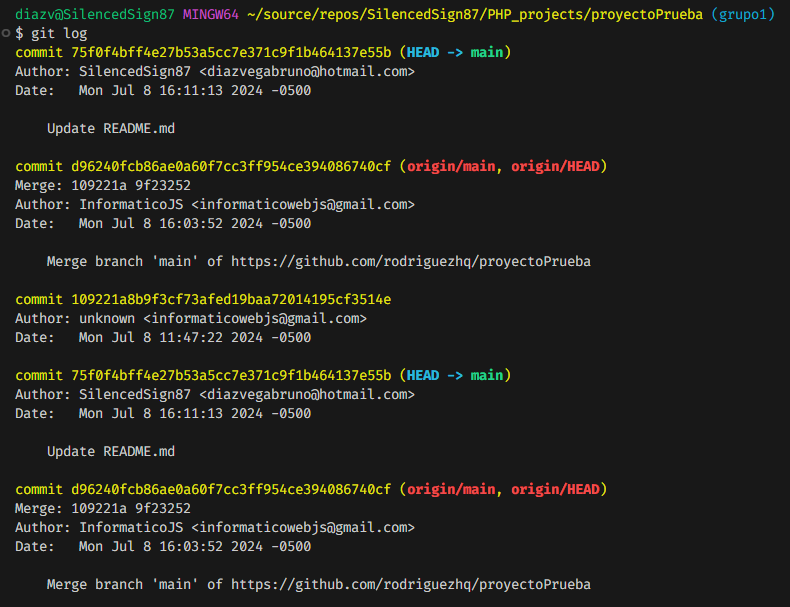 diazv@SilencedSign87 MINGW64 ~/source/repos/SilencedSign87/PHP_projects/proyectoPrueba (grupo1)
$ git log
commit 75f0f4bff4e27b53a5cc7e371c9f1b464137e55b (HEAD -> main)
Author: SilencedSign87 <diazvegabruno@hotmail.com>
Date:   Mon Jul 8 16:11:13 2024 -0500

    Update README.md

commit d96240fcb86ae0a60f7cc3ff954ce394086740cf (origin/main, origin/HEAD)
Merge: 109221a 9f23252
Author: InformaticoJS <informaticowebjs@gmail.com>
Date:   Mon Jul 8 16:03:52 2024 -0500

    Merge branch 'main' of https://github.com/rodriguezhq/proyectoPrueba

commit 109221a8b9f3cf73afed19baa72014195cf3514e
Author: unknown <informaticowebjs@gmail.com>
Date:   Mon Jul 8 11:47:22 2024 -0500

commit 75f0f4bff4e27b53a5cc7e371c9f1b464137e55b (HEAD -> main)
Author: SilencedSign87 <diazvegabruno@hotmail.com>
Date:   Mon Jul 8 16:11:13 2024 -0500

    Update README.md

commit d96240fcb86ae0a60f7cc3ff954ce394086740cf (origin/main, origin/HEAD)
Merge: 109221a 9f23252
Author: InformaticoJS <informaticowebjs@gmail.com>
Date:   Mon Jul 8 16:03:52 2024 -0500

    Merge branch 'main' of https://github.com/rodriguezhq/proyectoPrueba